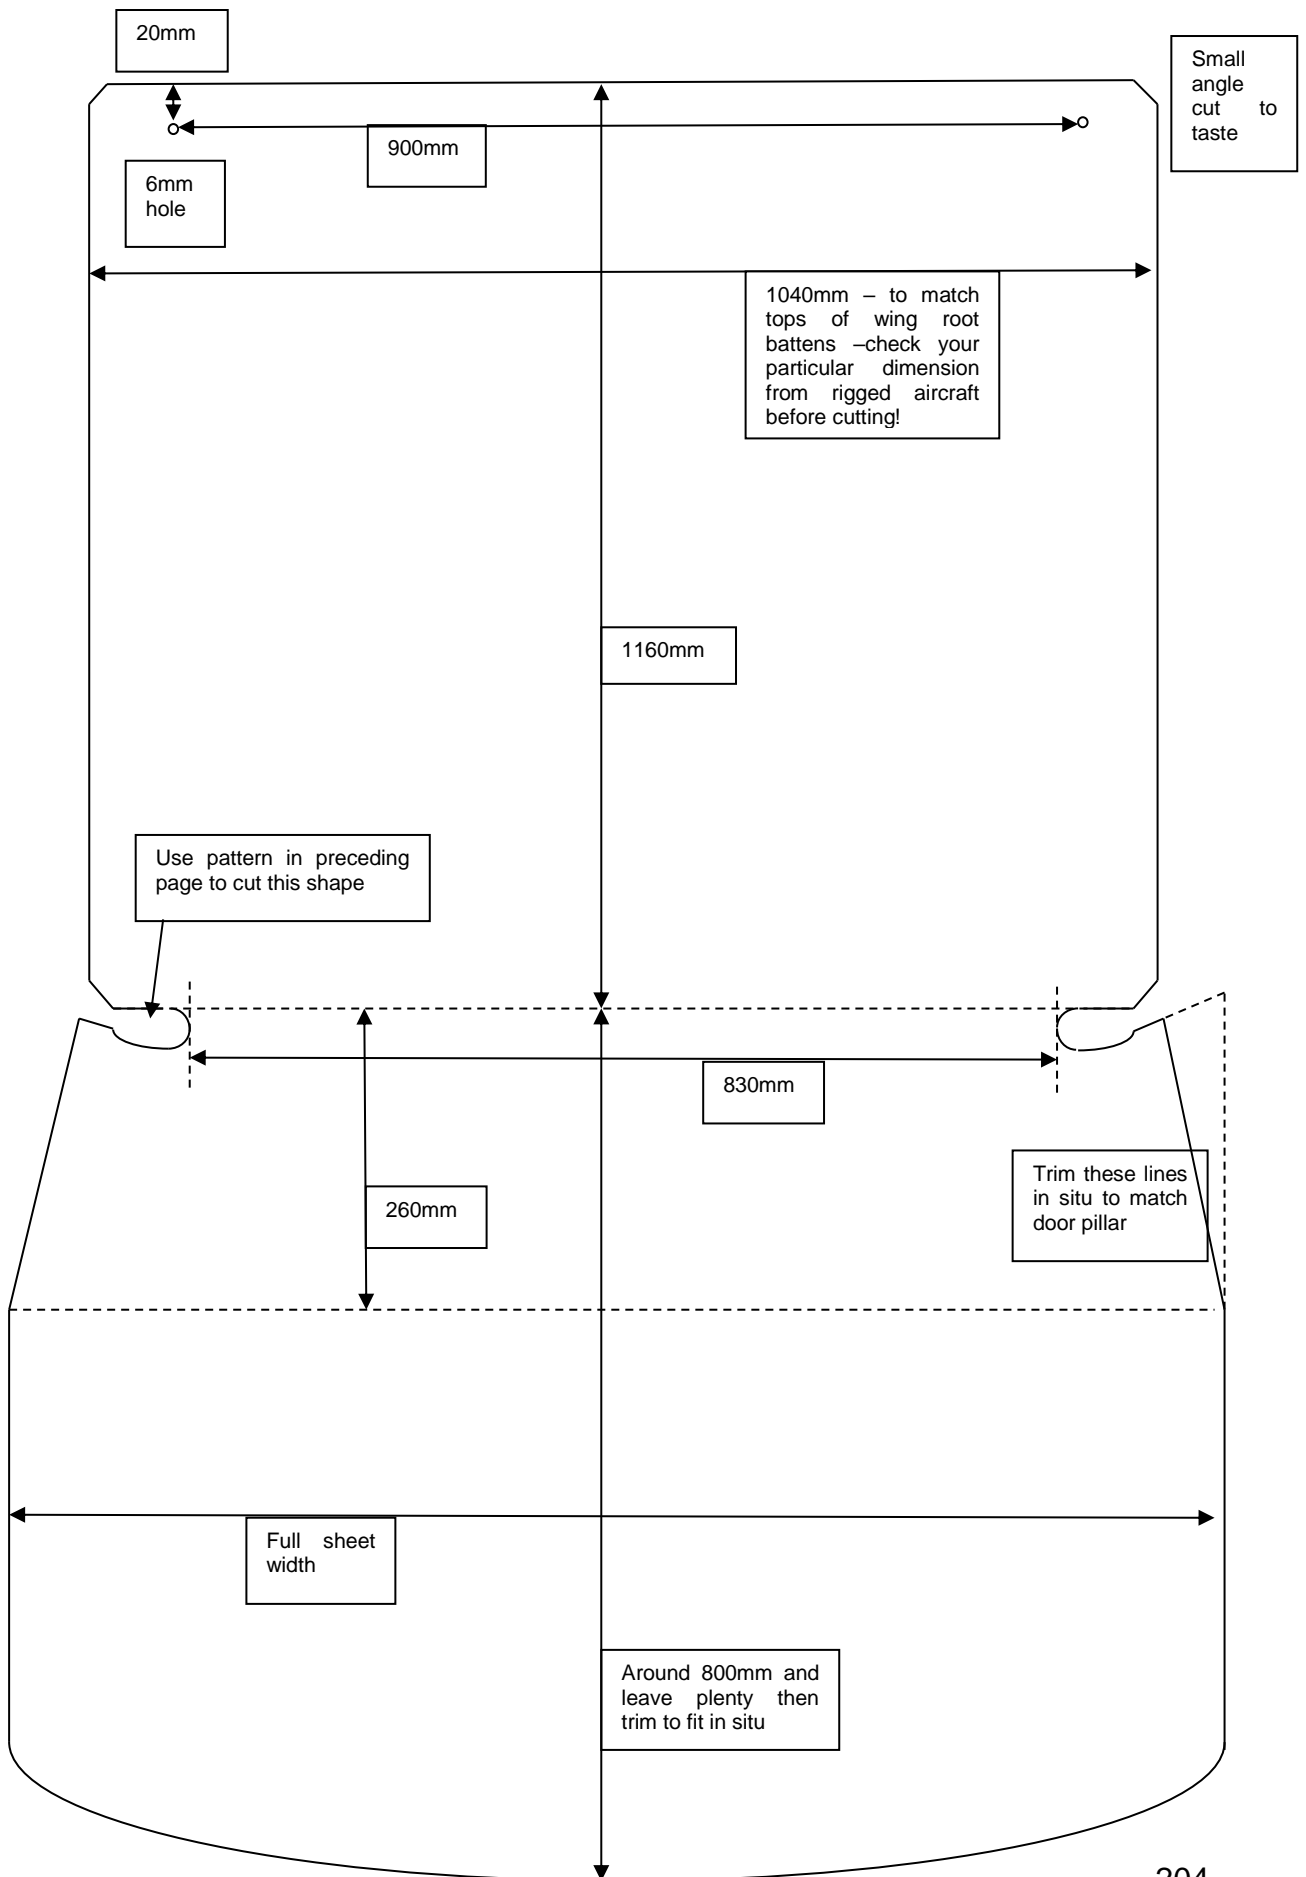 20mm
Small
angle
cut to
taste
900mm
6mm
hole
1040mm – to match
tops of wing root
battens –check your
particular dimension
from rigged aircraft
before cutting!
1160mm
Use pattern in preceding
page to cut this shape
830mm
Trim these lines
in situ to match
door pillar
260mm
Full sheet
width
Around 800mm and
leave plenty then
trim to fit in situ
204